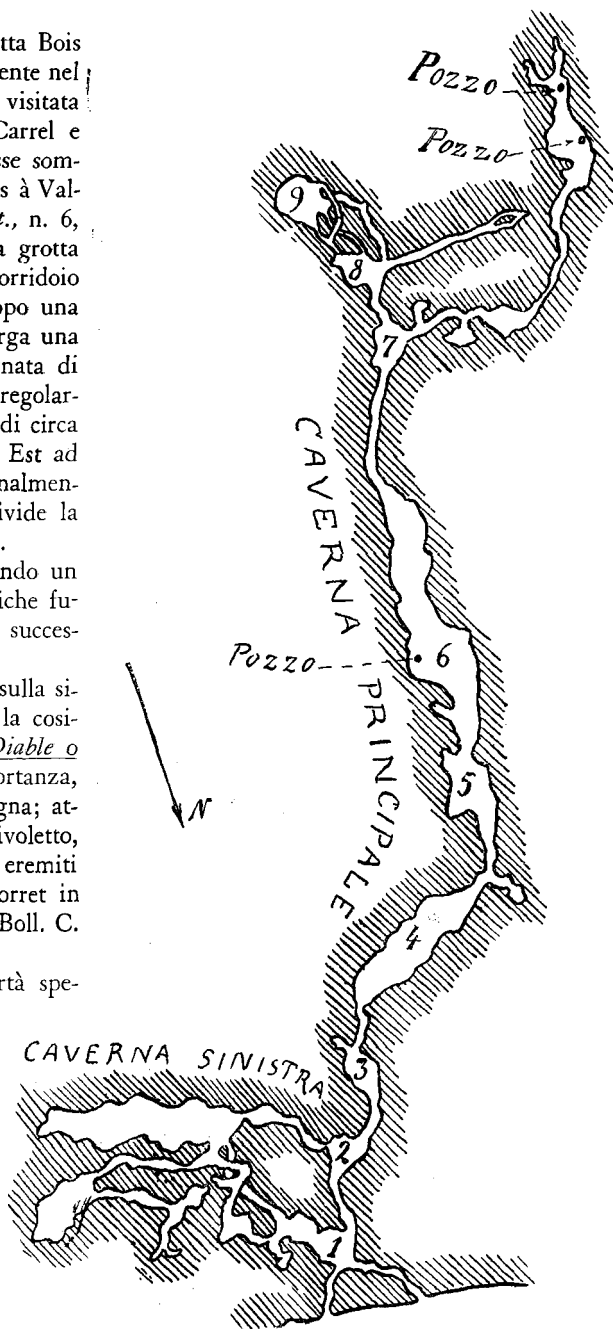 tta Bois
ente nel
visitata
Carrel e
sse som-
s à Val-
t., n. 6,
a grotta
orridoio
opo una
rga una
nata di
regolar-
di circa
Est ad
nalmen-
ivide la
.
ndo un
iche fu-
succes-
sulla si-
la cosi-
Diable o
ortanza,
gna; at-
ivoletto,
eremiti
orret in
Boll. C.
rtà spe-
Pozzo
Pozzo
9
8
7
CAVERNA PRINCIPALE
6
Pozzo
5
N
4
3
CAVERNA SINISTRA
2
1